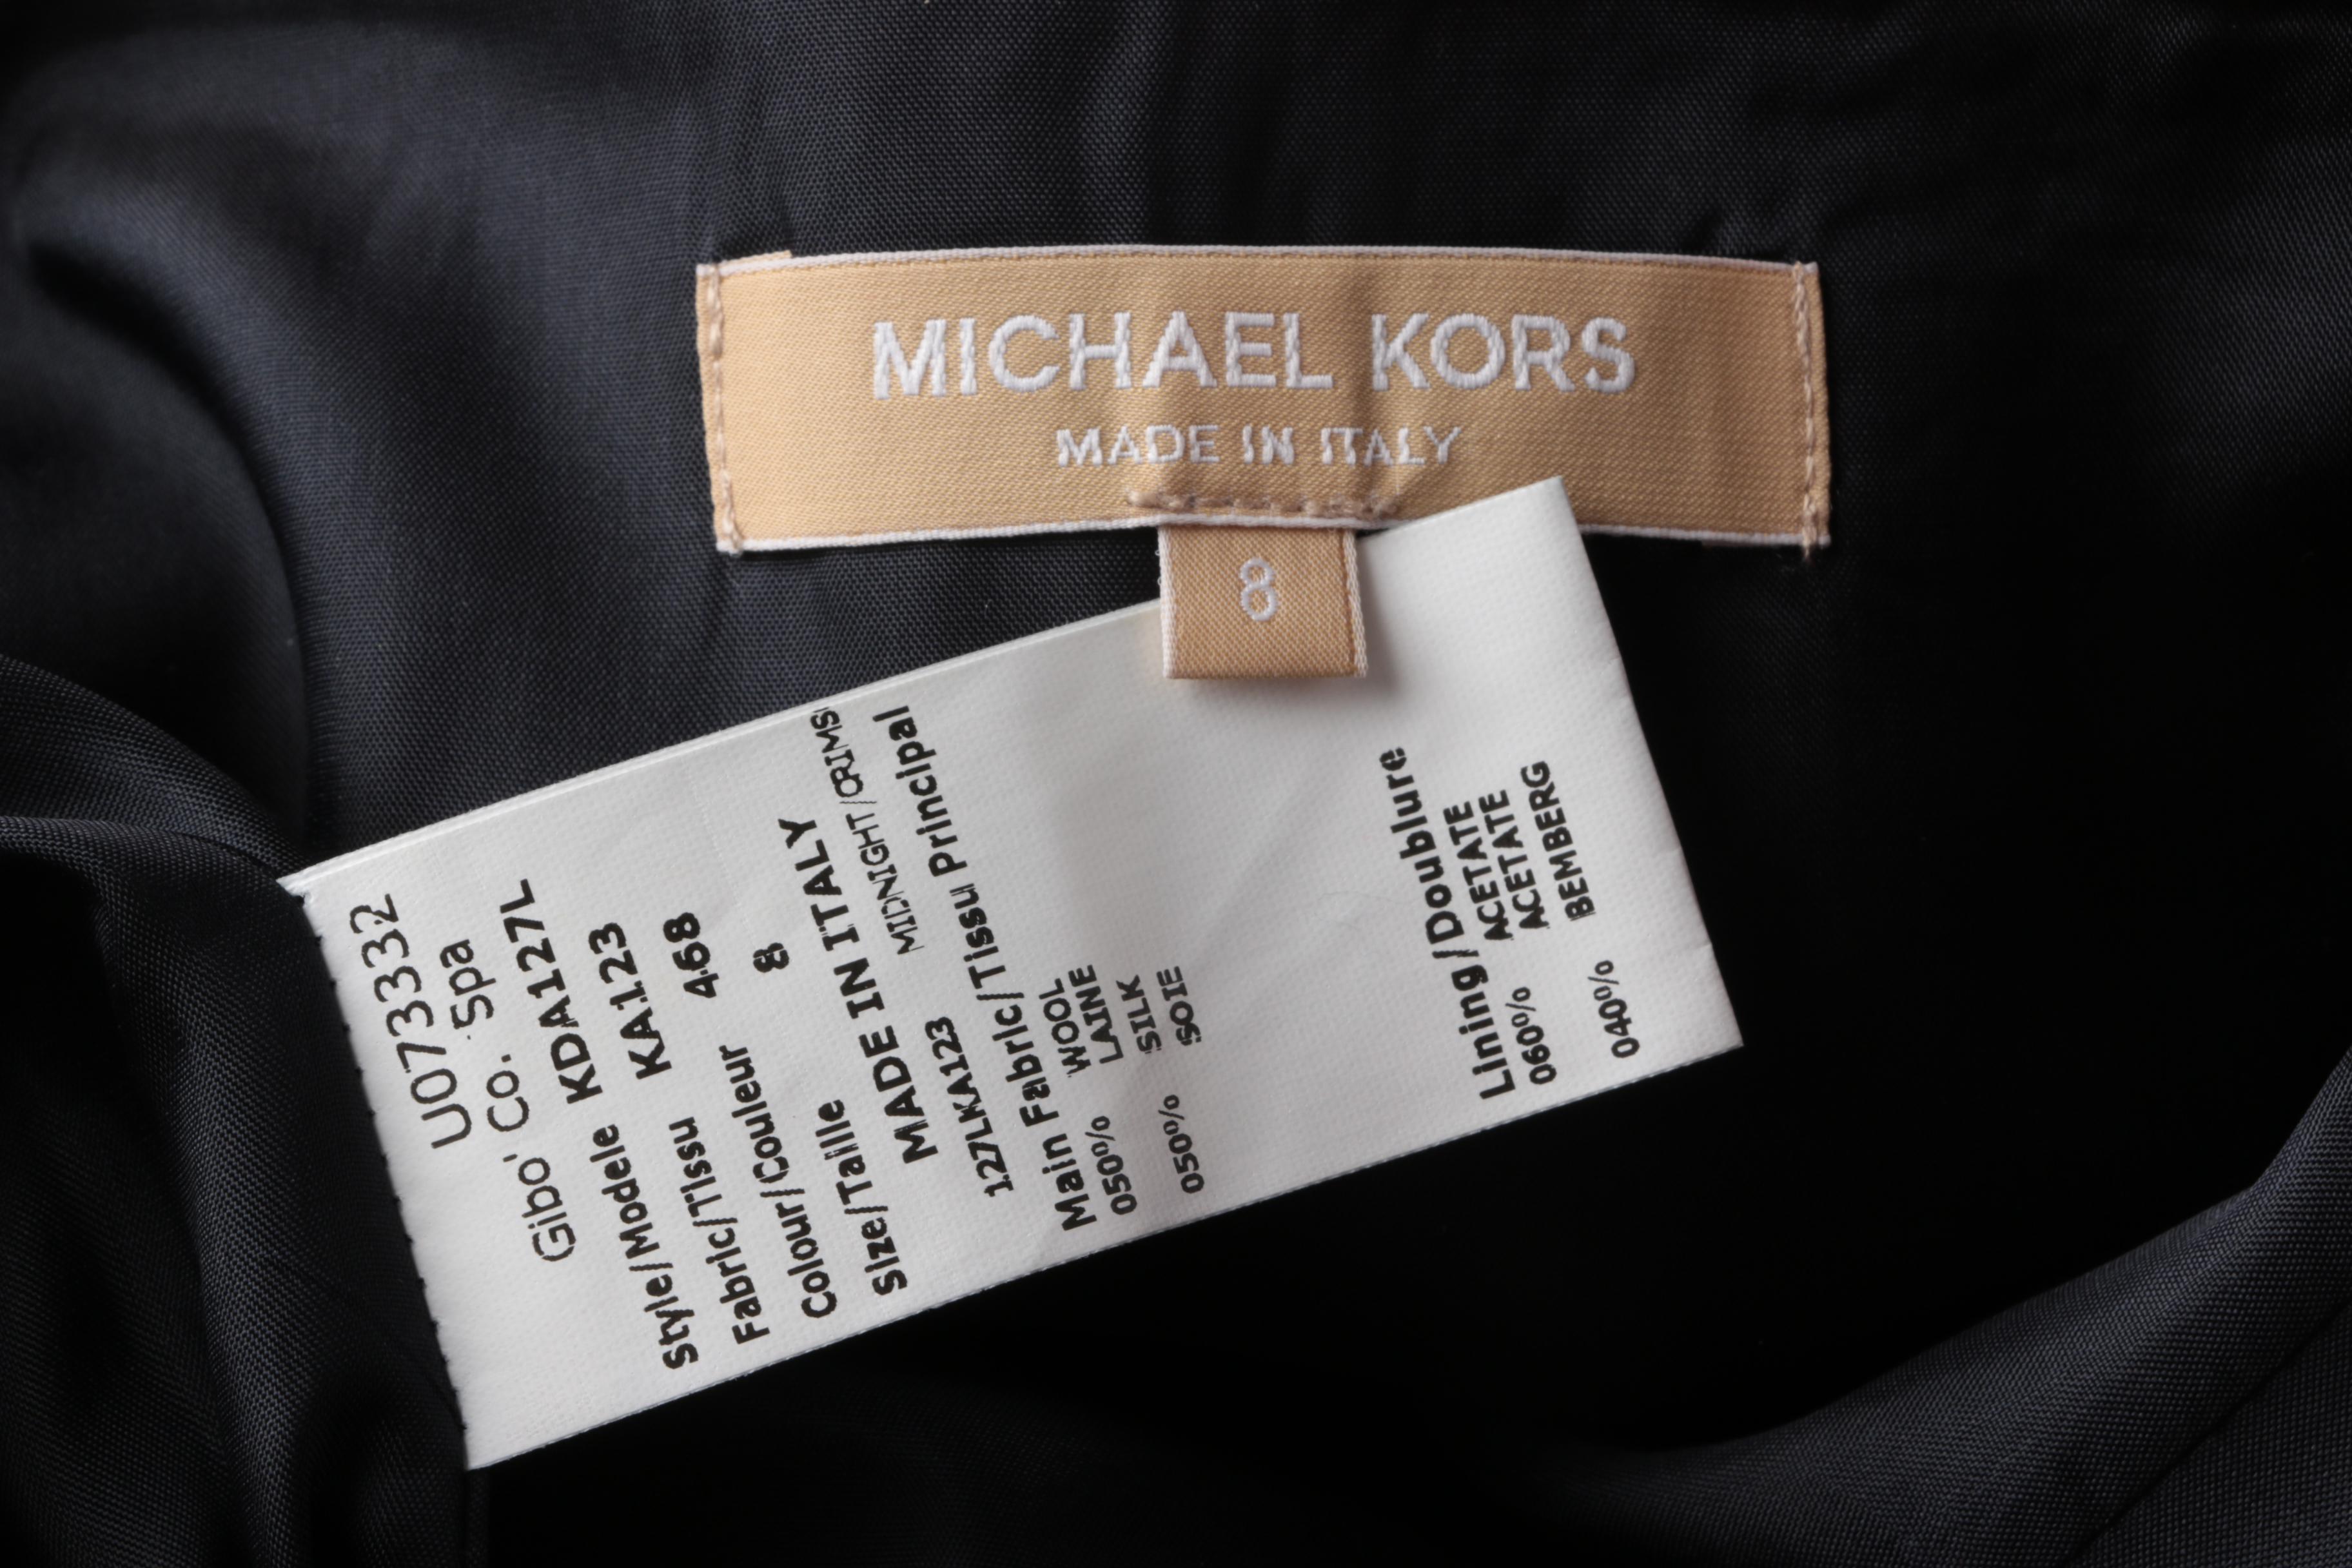 MICHAEL KORS
MADE IN ITALY
8
U073332
Gibo' Co. Spa
Style/Modele KDA127L
Fabric/Tissu KA123
Colour/Couleur 468
Size/Taille 8
MADE IN ITALY
127LKA123 MIDNIGHT/CRIMS
Main Fabric/Tissu Principal
050% WOOL
LAINE
050% SILK
SOIE
Lining/Doublure
060% ACETATE
ACETATE
040% BEMBERG